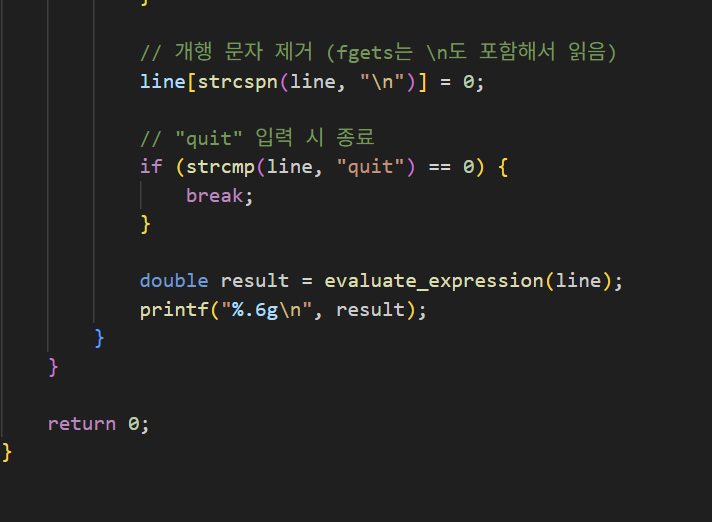 }
// 개행 문자 제거 (fgets는 \n도 포함해서 읽음)
line[strcspn(line, "\n")] = 0;
// "quit" 입력 시 종료
if (strcmp(line, "quit") == 0) {
break;
}
double result = evaluate_expression(line);
printf("%.6g\n", result);
}
}
return 0;
}